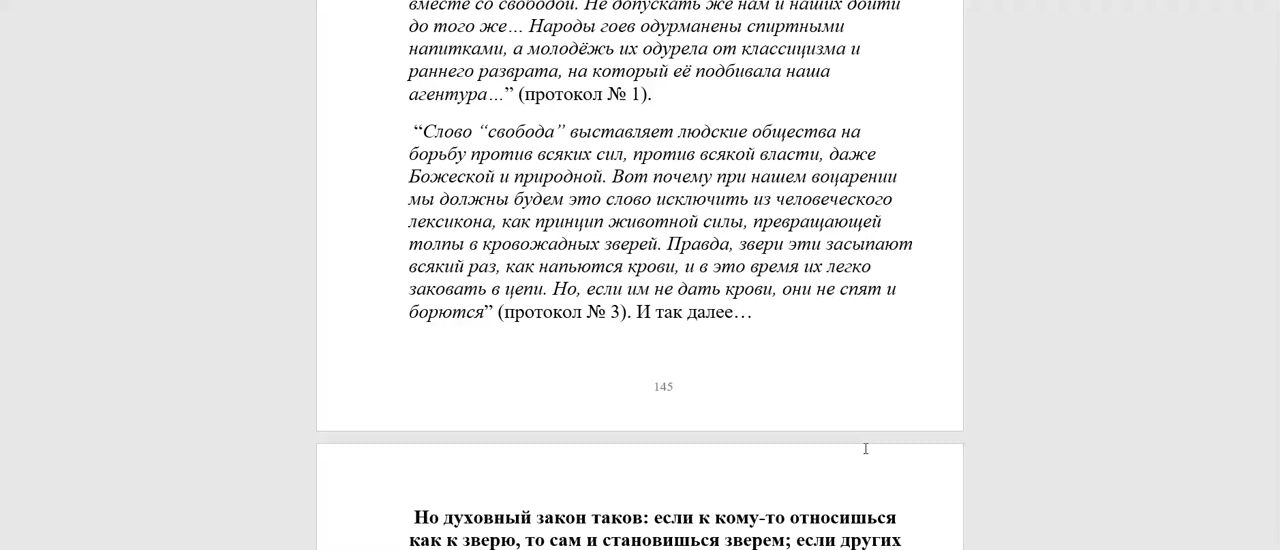 вместе со свободой. Не допускать же нам и наших дойти
до того же… Народы гоев одурманены спиртными
напитками, а молодёжь их одурела от классицизма и
раннего разврата, на который её подбивала наша
агентура…” (протокол № 1).
“Слово “свобода” выставляет людские общества на
борьбу против всяких сил, против всякой власти, даже
Божеской и природной. Вот почему при нашем воцарении
мы должны будем это слово исключить из человеческого
лексикона, как принцип животной силы, превращающей
толпы в кровожадных зверей. Правда, звери эти засыпают
всякий раз, как напьются крови, и в это время их легко
заковать в цепи. Но, если им не дать крови, они не спят и
борются” (протокол № 3). И так далее…
145
Но духовный закон таков: если к кому-то относишься
как к зверю, то сам и становишься зверем; если других